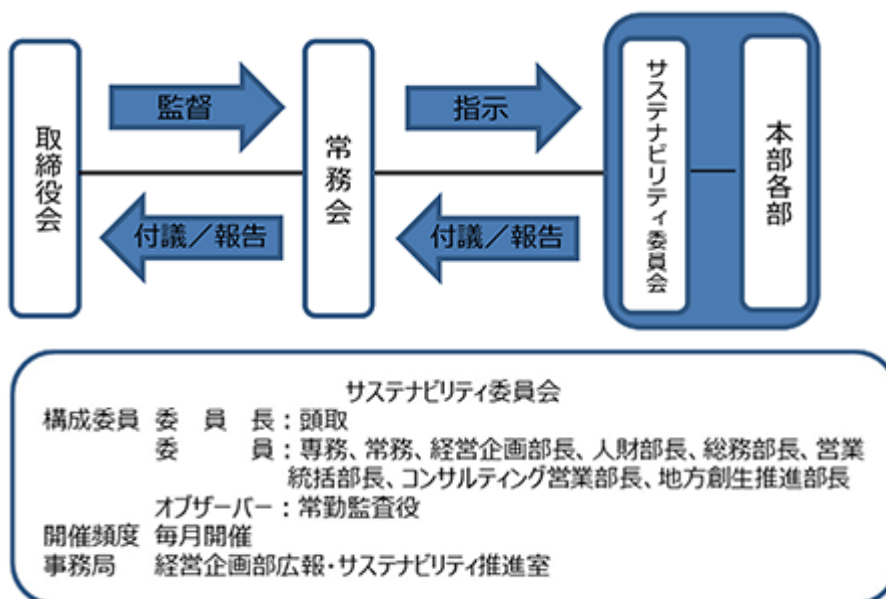 取締役会
監督
付議／報告
常務会
指示
付議／報告
サステナビリティ委員会
本部各部
サステナビリティ委員会
構成委員 委　員　長：頭取
委　　　員：専務、常務、経営企画部長、人財部長、総務部長、営業
統括部長、コンサルティング営業部長、地方創生推進部長
オブザーバー：常勤監査役
開催頻度 毎月開催
事務局　経営企画部広報・サステナビリティ推進室